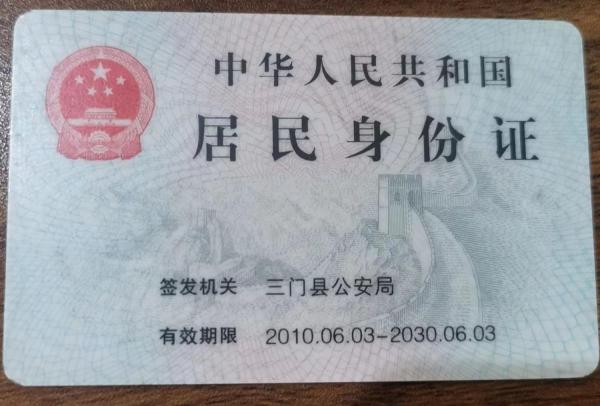 中华人民共和国
居民身份证
签发机关 三门县公安局
有效期限 2010.06.03-2030.06.03